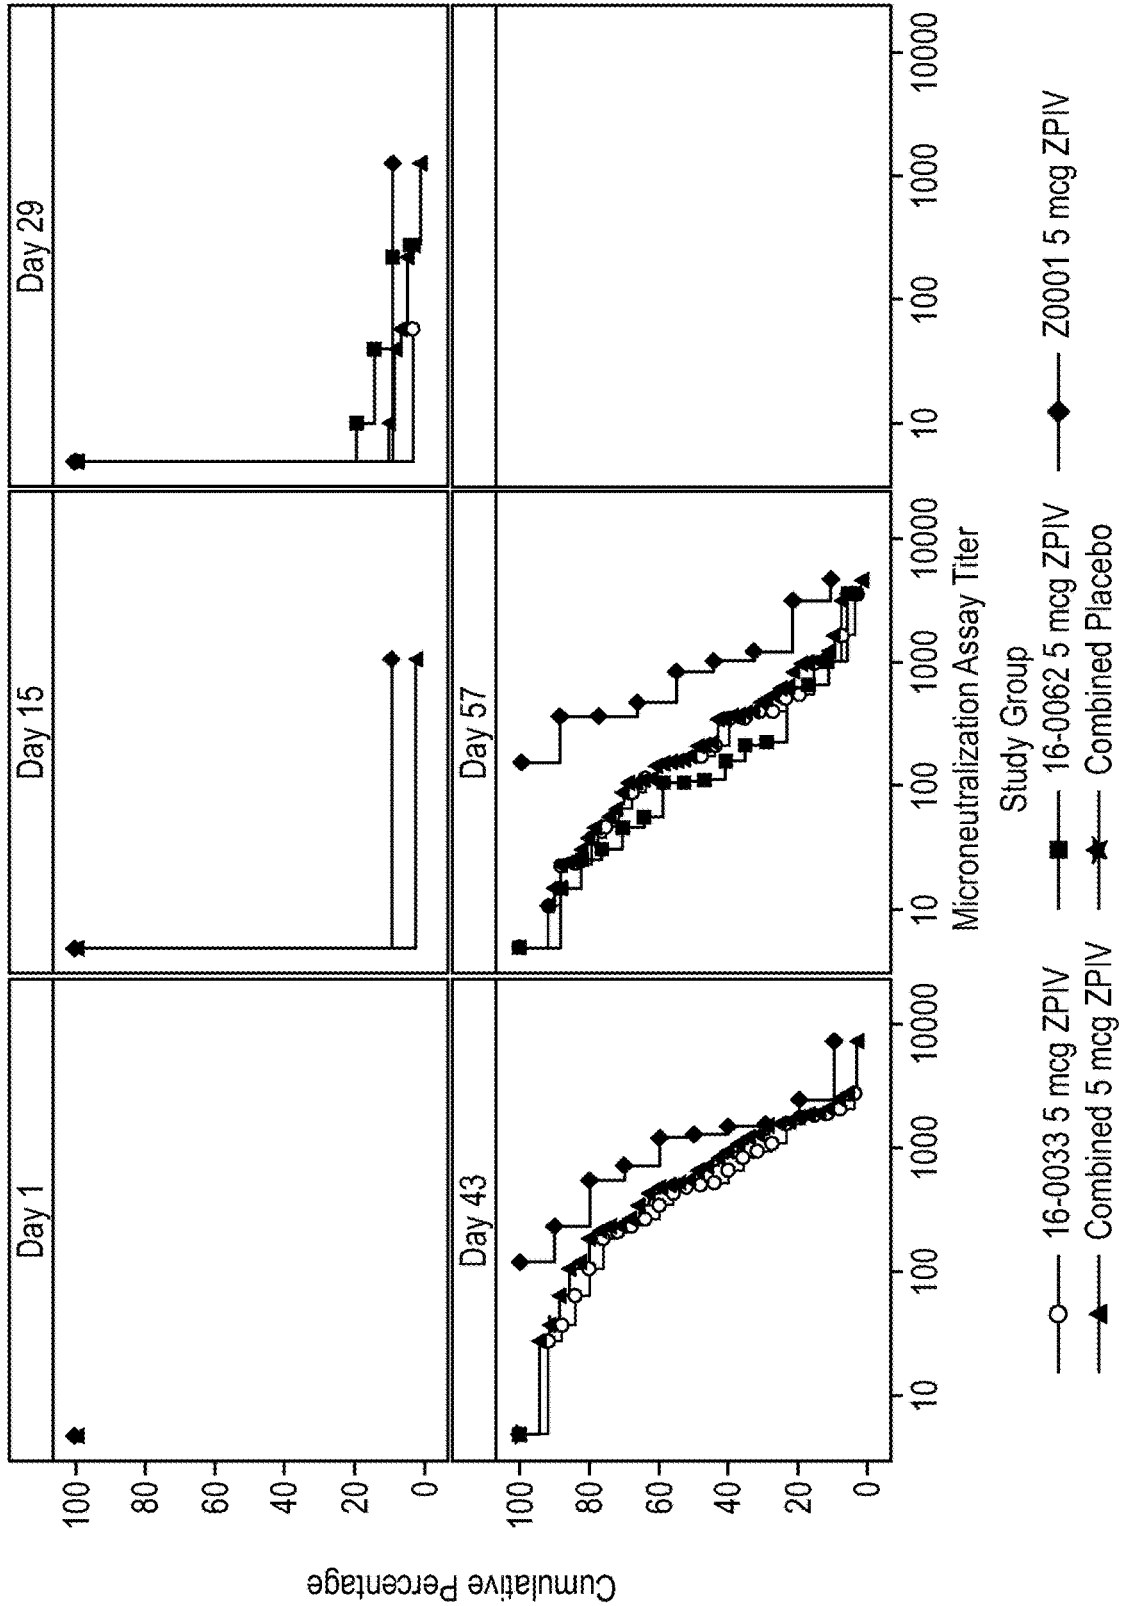 Cumulative Percentage
Day 1
Day 15
Day 29
100
80
60
40
20
0
Day 43
Day 57
100
80
60
40
20
0
10
100
1000
10000
10
100
1000
10000
10
100
1000
10000
Microneutralization Assay Titer
Study Group
16-0033 5 mcg ZPIV
16-0062 5 mcg ZPIV
Z0001 5 mcg ZPIV
Combined 5 mcg ZPIV
Combined Placebo